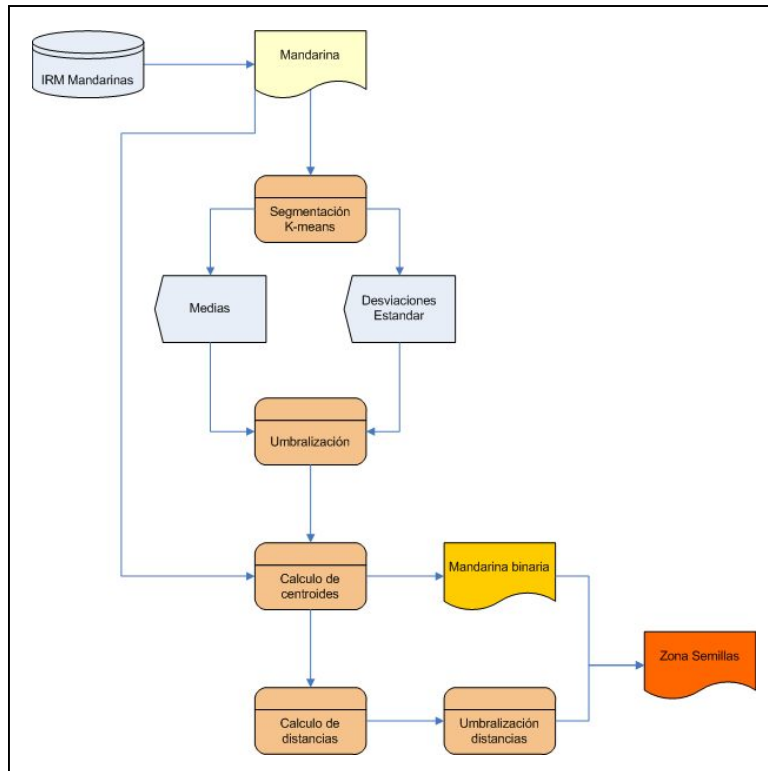 Mandarina
IRM Mandarinas
Segmentación
K-means
Medias
Desviaciones
Estandar
Umbralización
Calculo de
centroides
Mandarina binaria
Zona Semillas
Calculo de
distancias
Umbralización
distancias